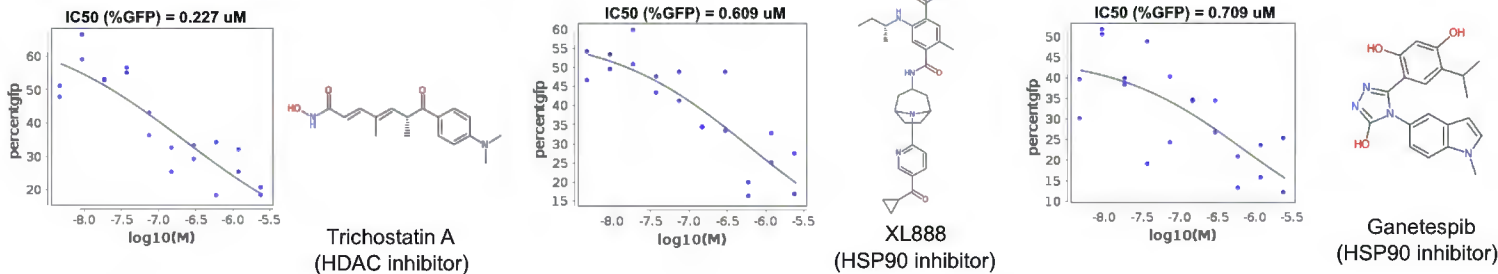 IC50 (%GFP) = 0.227 uM
percentgfp
60
50
40
30
20
-8.0 -7.5 -7.0 -6.5 -6.0 -5.5
log10(M)
HO
N
H
O
O
N
Trichostatin A
(HDAC inhibitor)
IC50 (%GFP) = 0.609 uM
percentgfp
60
55
50
45
40
35
30
25
20
15
-8.0 -7.5 -7.0 -6.5 -6.0 -5.5
log10(M)
H
N
HN
O
N
N
O
XL888
(HSP90 inhibitor)
IC50 (%GFP) = 0.709 uM
percentgfp
50
45
40
35
30
25
20
15
10
-8.0 -7.5 -7.0 -6.5 -6.0 -5.5
log10(M)
OH
HO
N
N
N
HO
N
Ganetespib
(HSP90 inhibitor)